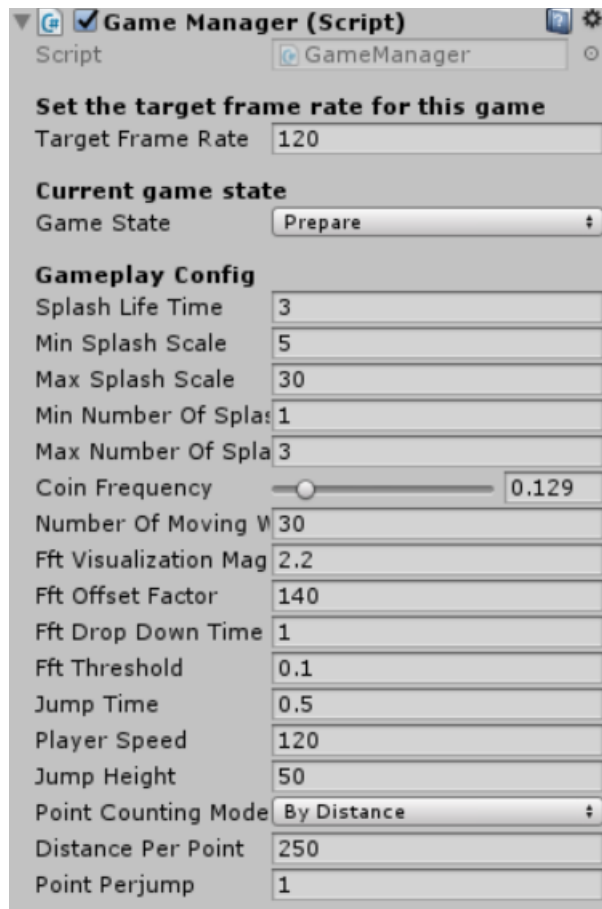 Game Manager (Script)
Script GameManager
Set the target frame rate for this game
Target Frame Rate 120
Current game state
Game State Prepare
Gameplay Config
Splash Life Time 3
Min Splash Scale 5
Max Splash Scale 30
Min Number Of Splas 1
Max Number Of Spla 3
Coin Frequency 0.129
Number Of Moving W 30
Fft Visualization Mag 2.2
Fft Offset Factor 140
Fft Drop Down Time 1
Fft Threshold 0.1
Jump Time 0.5
Player Speed 120
Jump Height 50
Point Counting Mode By Distance
Distance Per Point 250
Point Perjump 1